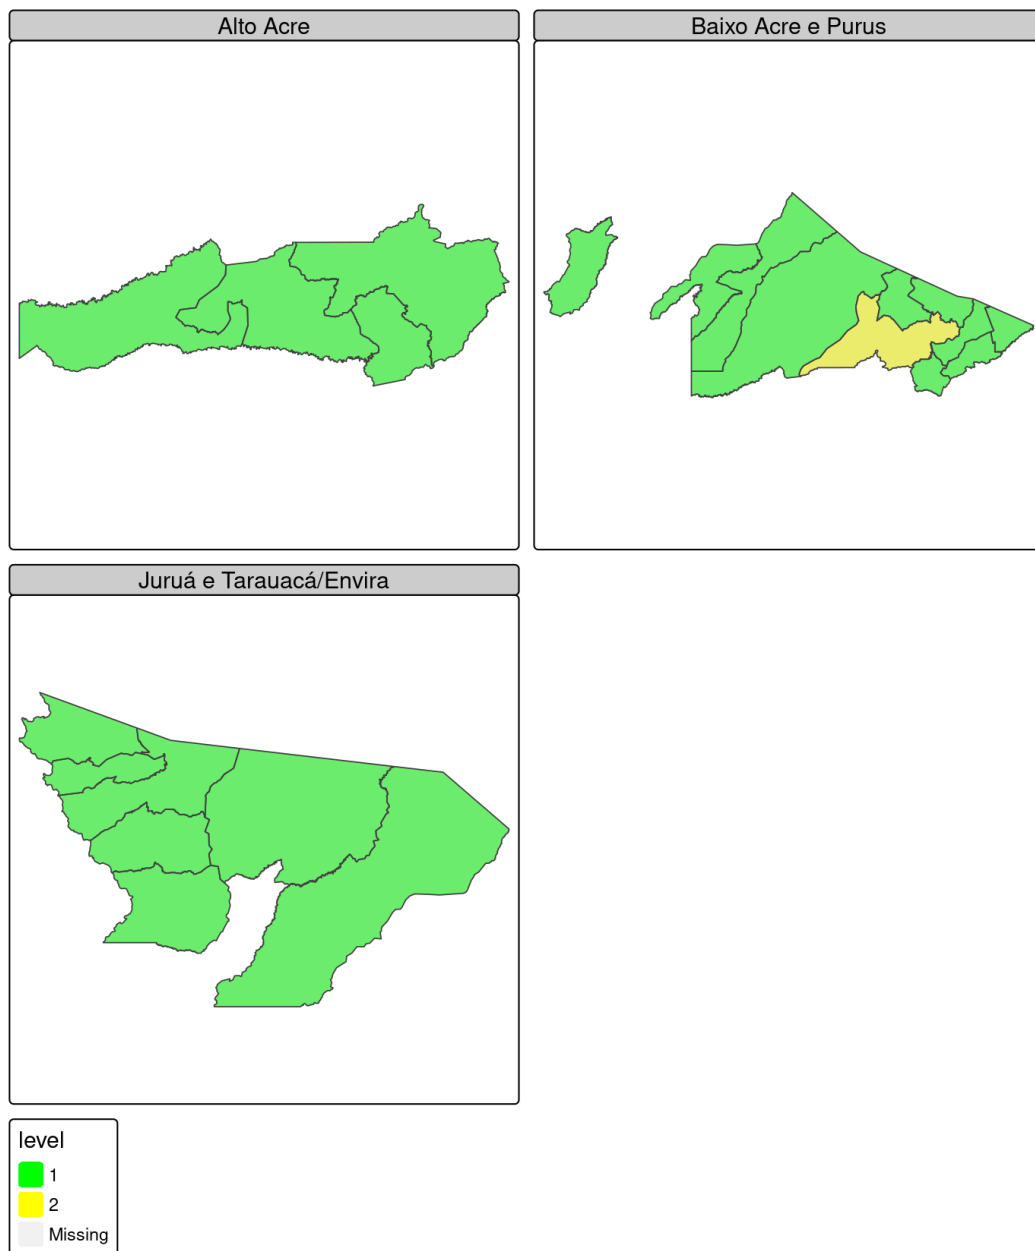 Alto Acre
Baixo Acre e Purus
Juruá e Tarauacá/Envira
level
1
2
Missing